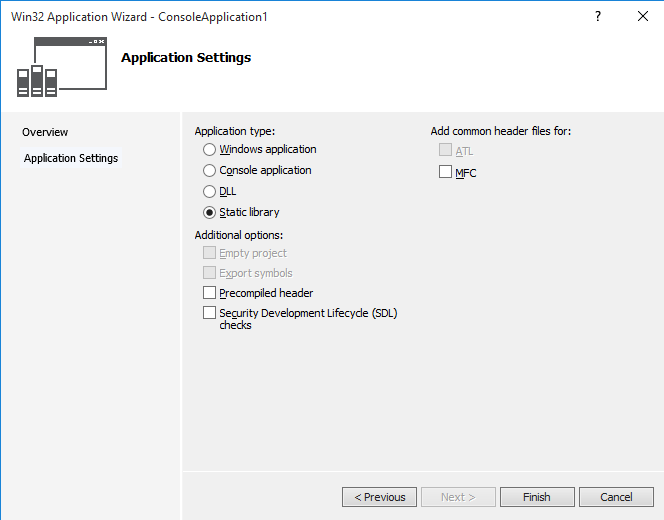 Win32 Application Wizard - ConsoleApplication1
?
Application Settings
Overview
Application Settings
Application type:
Windows application
Console application
DLL
Static library
Additional options:
Empty project
Export symbols
Precompiled header
Security Development Lifecycle (SDL)
checks
Add common header files for:
ATL
MFC
< Previous
Next >
Finish
Cancel